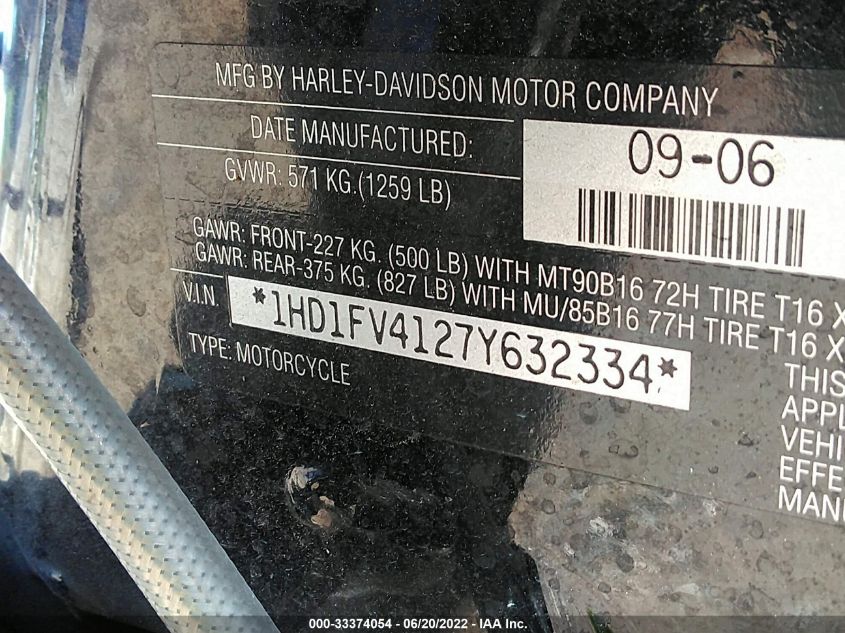 MFG BY HARLEY-DAVIDSON MOTOR COMPANY
DATE MANUFACTURED:
09-06
GVWR: 571 KG.(1259 LB)
GAWR: FRONT-227 KG. (500 LB) WITH MT90B16 72H TIRE T16 X
GAWR: REAR-375 KG. (827 LB) WITH MU/85B16 77H TIRE T16 X
V.I.N. *1HD1FV4127Y632334*
TYPE: MOTORCYCLE
THIS
APPL
VEHI
EFFE
MAN
000-33374054 - 06/20/2022 - IAA Inc.